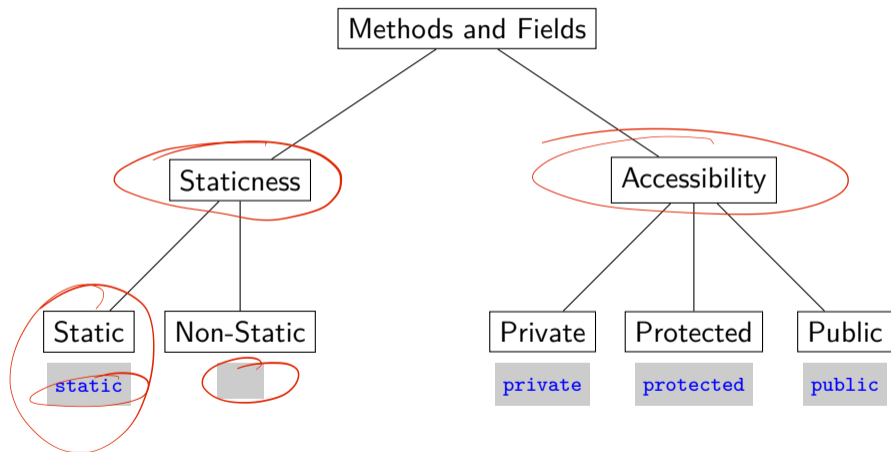 Methods and Fields
Staticness
Accessibility
Static
Non-Static
Private
Protected
Public
static
private
protected
public